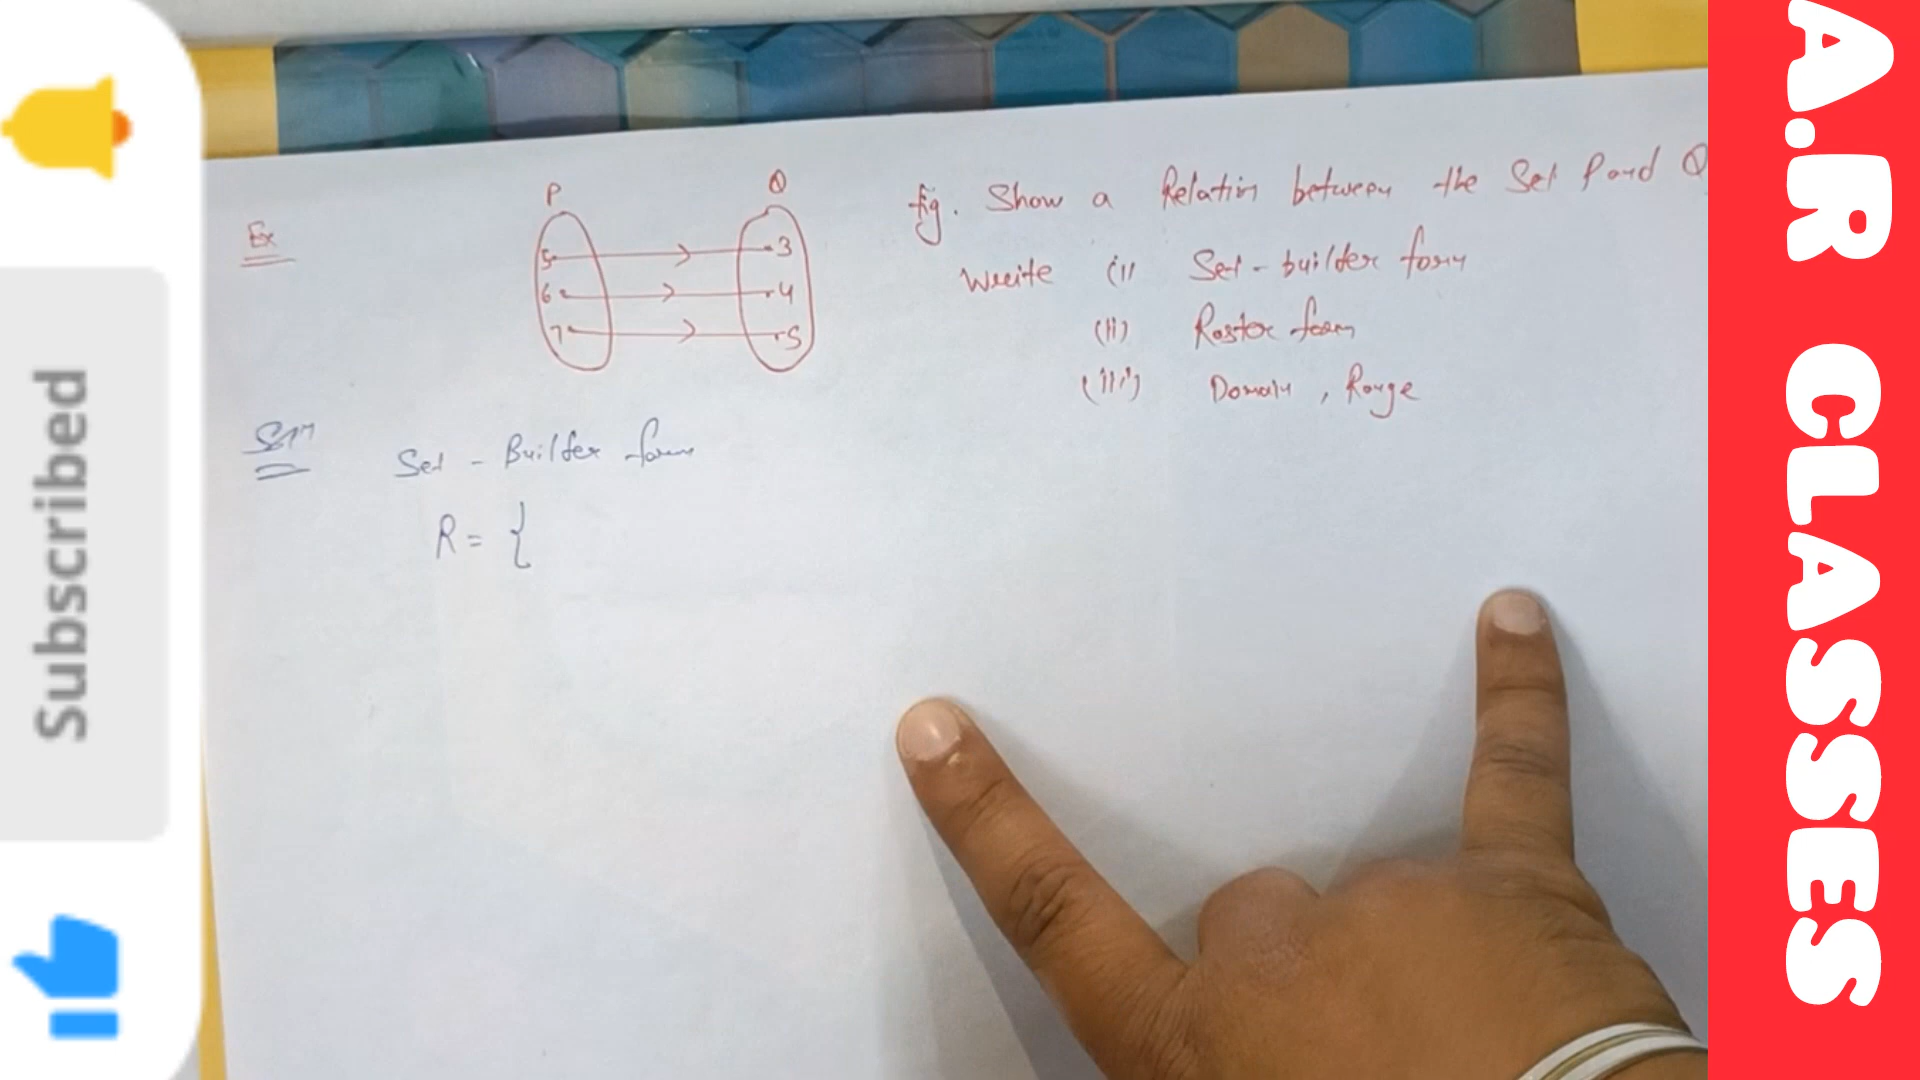 Ex
P Q
5 3
6 4
7 5
fig. Show a Relation between the Set P and Q
Write (i) Set - builder form
(ii) Roster form
(iii) Domain , Range
Sol
Set - Builder form
R = {
Subscribed
A.R CLASSES